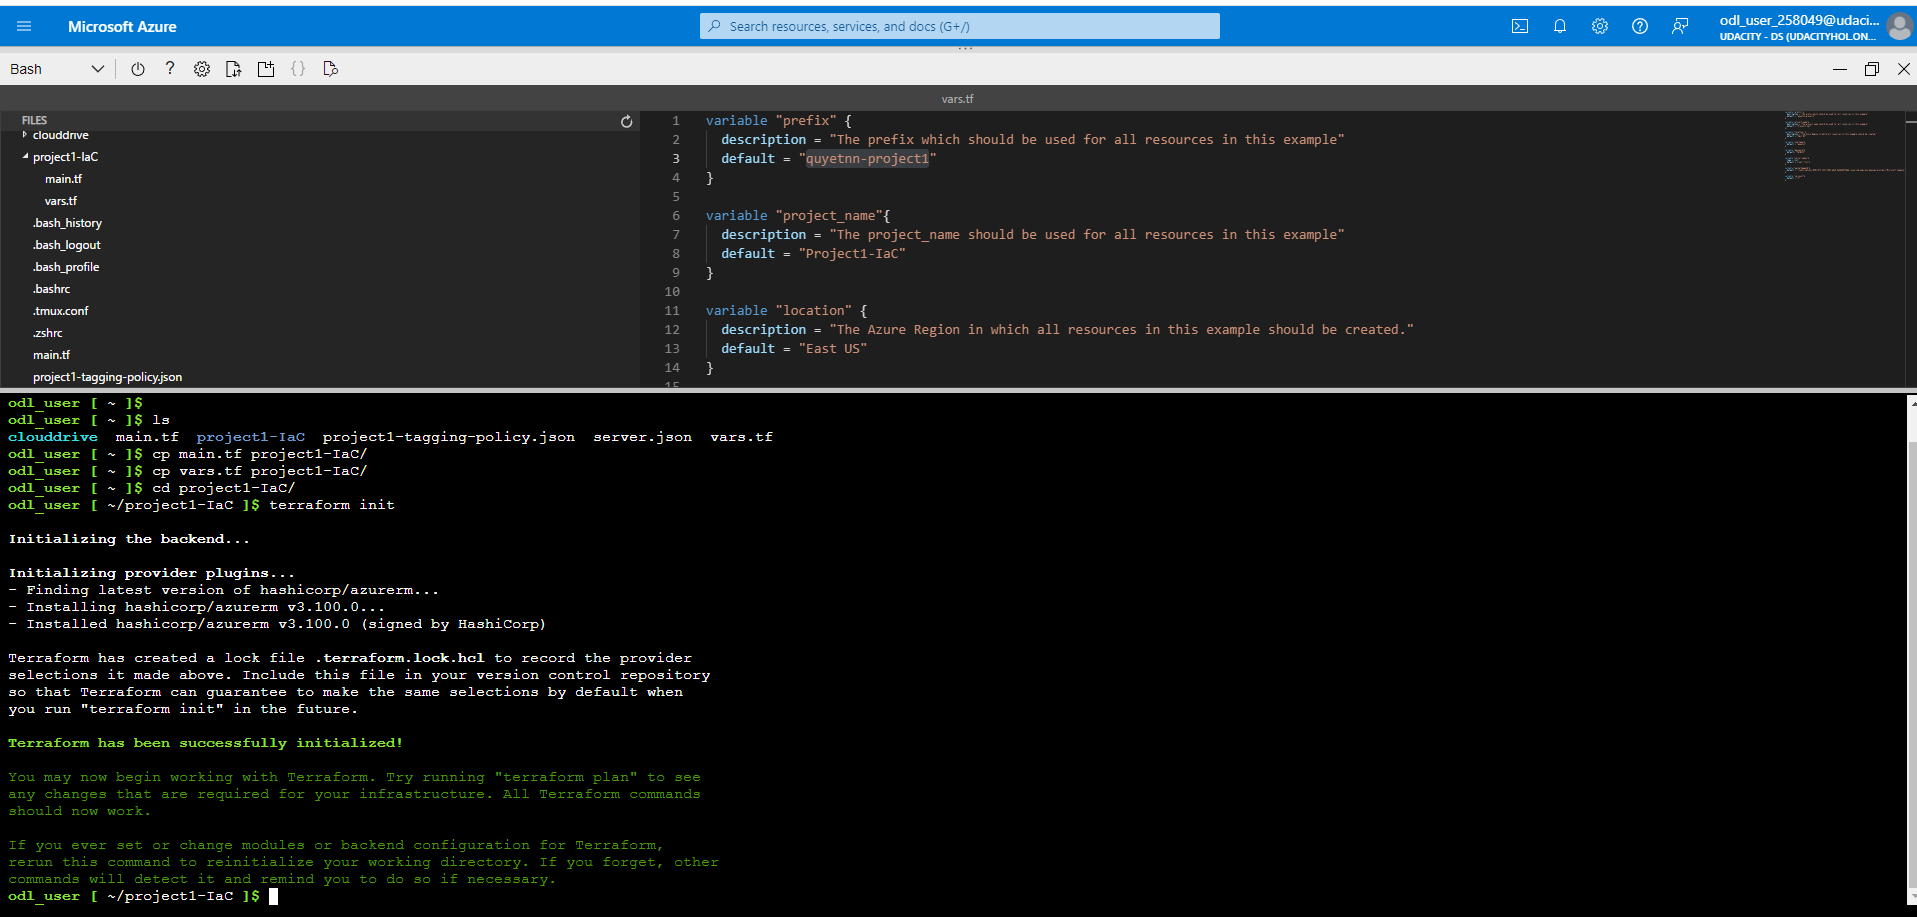 Microsoft Azure
Search resources, services, and docs (G+/)
odl_user_258049@udaci...
UDACITY - DS (UDACITYHOL.ON...
Bash
vars.tf
FILES
clouddrive
project1-IaC
main.tf
vars.tf
.bash_history
.bash_logout
.bash_profile
.bashrc
.tmux.conf
.zshrc
main.tf
project1-tagging-policy.json
1 variable "prefix" {
2 description = "The prefix which should be used for all resources in this example"
3 default = "quyetnn-project1"
4 }
5
6 variable "project_name"{
7 description = "The project_name should be used for all resources in this example"
8 default = "Project1-IaC"
9 }
10
11 variable "location" {
12 description = "The Azure Region in which all resources in this example should be created."
13 default = "East US"
14 }
15
odl_user [ ~ ]$
odl_user [ ~ ]$ ls
clouddrive main.tf project1-IaC project1-tagging-policy.json server.json vars.tf
odl_user [ ~ ]$ cp main.tf project1-IaC/
odl_user [ ~ ]$ cp vars.tf project1-IaC/
odl_user [ ~ ]$ cd project1-IaC/
odl_user [ ~/project1-IaC ]$ terraform init
Initializing the backend...
Initializing provider plugins...
- Finding latest version of hashicorp/azurerm...
- Installing hashicorp/azurerm v3.100.0...
- Installed hashicorp/azurerm v3.100.0 (signed by HashiCorp)
Terraform has created a lock file .terraform.lock.hcl to record the provider
selections it made above. Include this file in your version control repository
so that Terraform can guarantee to make the same selections by default when
you run "terraform init" in the future.
Terraform has been successfully initialized!
You may now begin working with Terraform. Try running "terraform plan" to see
any changes that are required for your infrastructure. All Terraform commands
should now work.
If you ever set or change modules or backend configuration for Terraform,
rerun this command to reinitialize your working directory. If you forget, other
commands will detect it and remind you to do so if necessary.
odl_user [ ~/project1-IaC ]$